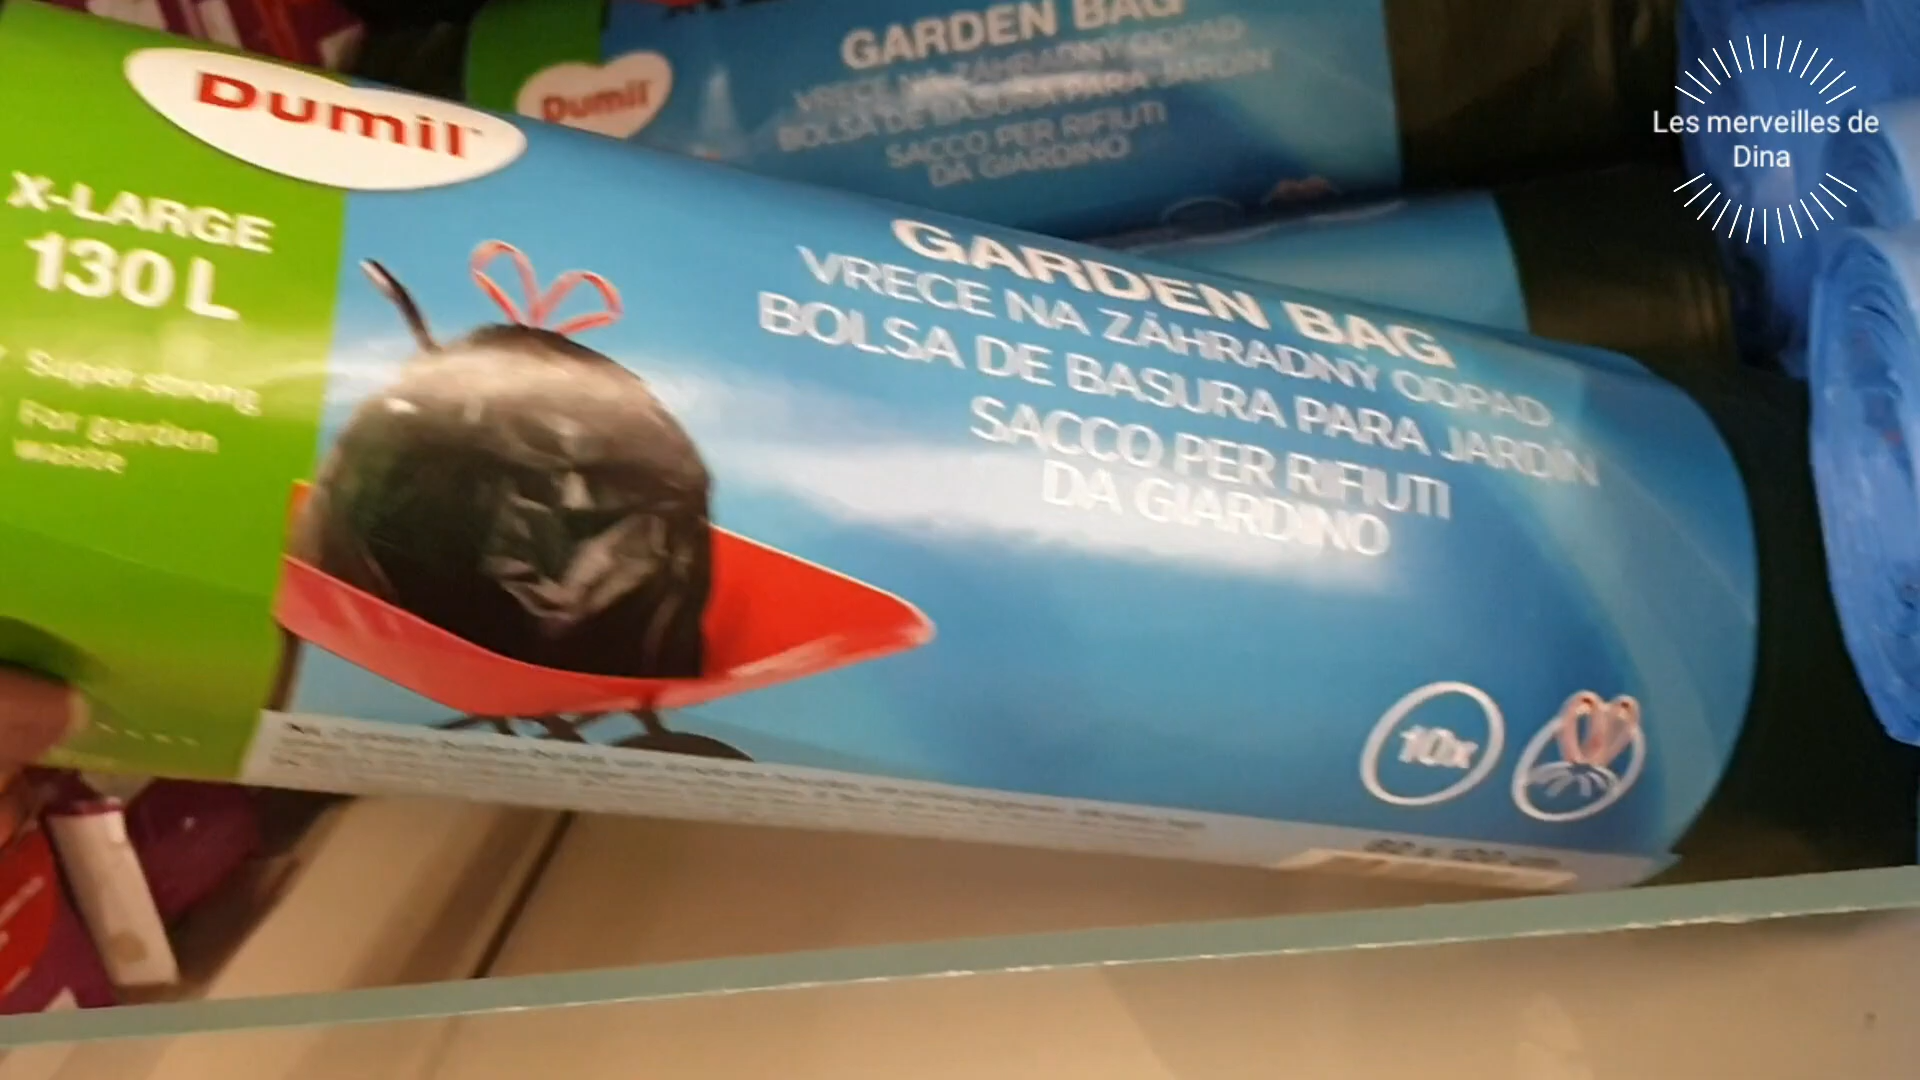 Dumil
X-LARGE
130 L
Super strong
For garden
waste
GARDEN BAG
VRECE NA ZÁHRADNÝ ODPAD
BOLSA DE BASURA PARA JARDÍN
SACCO PER RIFIUTI
DA GIARDINO
10x
Dumil
GARDEN BAG
VRECE NA ZÁHRADNÝ ODPAD
BOLSA DE BASURA PARA JARDÍN
SACCO PER RIFIUTI
DA GIARDINO
Les merveilles de
Dina